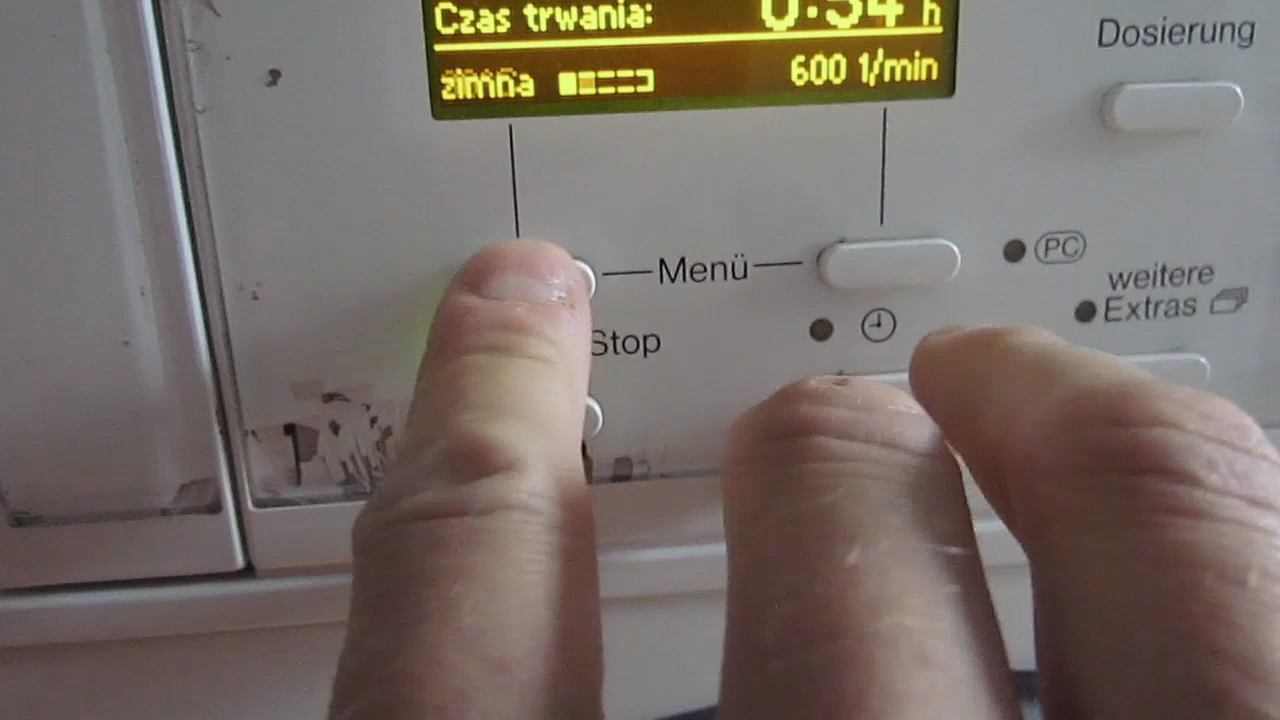 Czas trwania: 0:54 h
zimna 600 1/min
Dosierung
Menü
PC
weitere
Extras
Stop